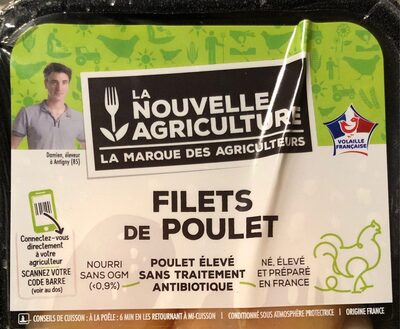 LA
NOUVELLE
AGRICULTURE
LA MARQUE DES AGRICULTEURS
Damien, éleveur
à Antigny (85)
VOLAILLE
FRANÇAISE
FILETS
DE POULET
Connectez-vous
directement
à votre
agriculteur
SCANNEZ VOTRE
CODE BARRE
(voir au dos)
NOURRI
SANS OGM
(<0,9%)
POULET ÉLEVÉ
SANS TRAITEMENT
ANTIBIOTIQUE
NÉ, ÉLEVÉ
ET PRÉPARÉ
EN FRANCE
CONSEILS DE CUISSON : À LA POÊLE : 6 MIN EN LES RETOURNANT À MI-CUISSON | CONDITIONNÉ SOUS ATMOSPHÈRE PROTECTRICE | ORIGINE FRANCE